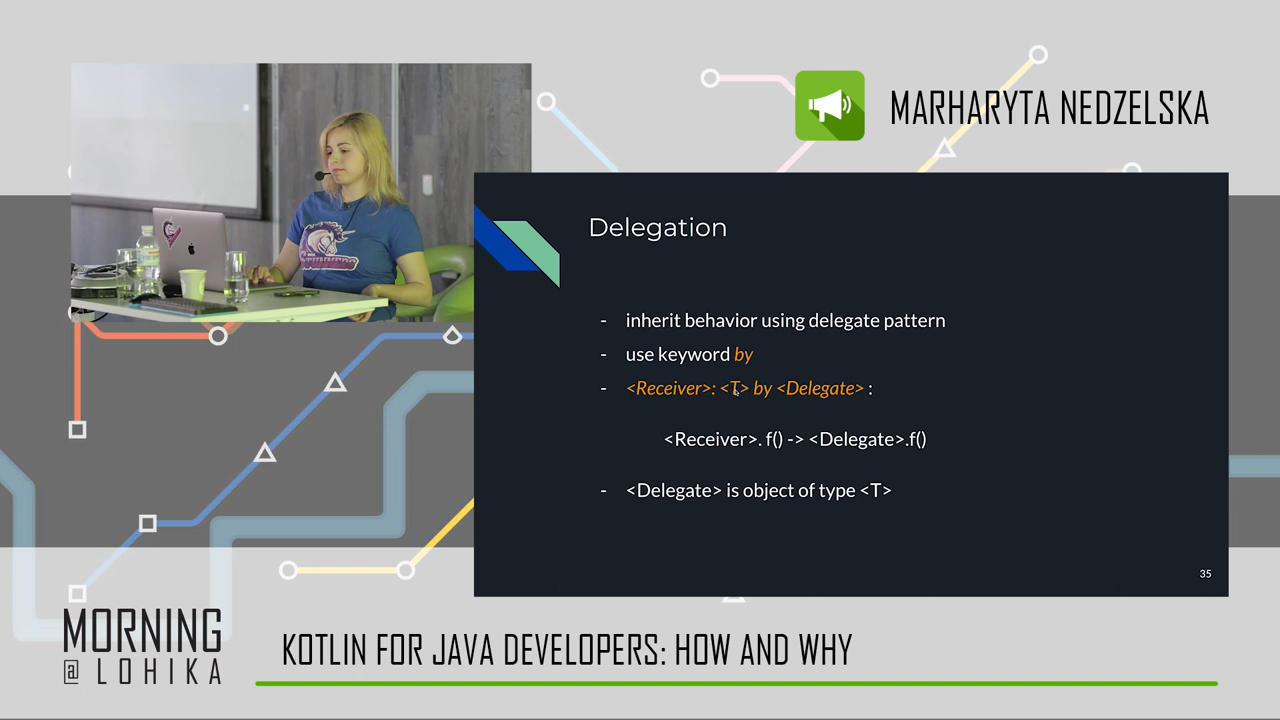 MARHARYTA NEDZELSKA
Delegation
- inherit behavior using delegate pattern
- use keyword by
- <Receiver>: <T> by <Delegate> :
<Receiver>. f() -> <Delegate>.f()
- <Delegate> is object of type <T>
35
MORNING
@ LOHIKA
KOTLIN FOR JAVA DEVELOPERS: HOW AND WHY